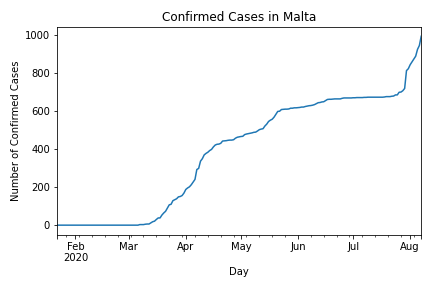 Confirmed Cases in Malta
1000
800
600
400
200
0
Number of Confirmed Cases
Feb
2020
Mar
Apr
May
Jun
Jul
Aug
Day